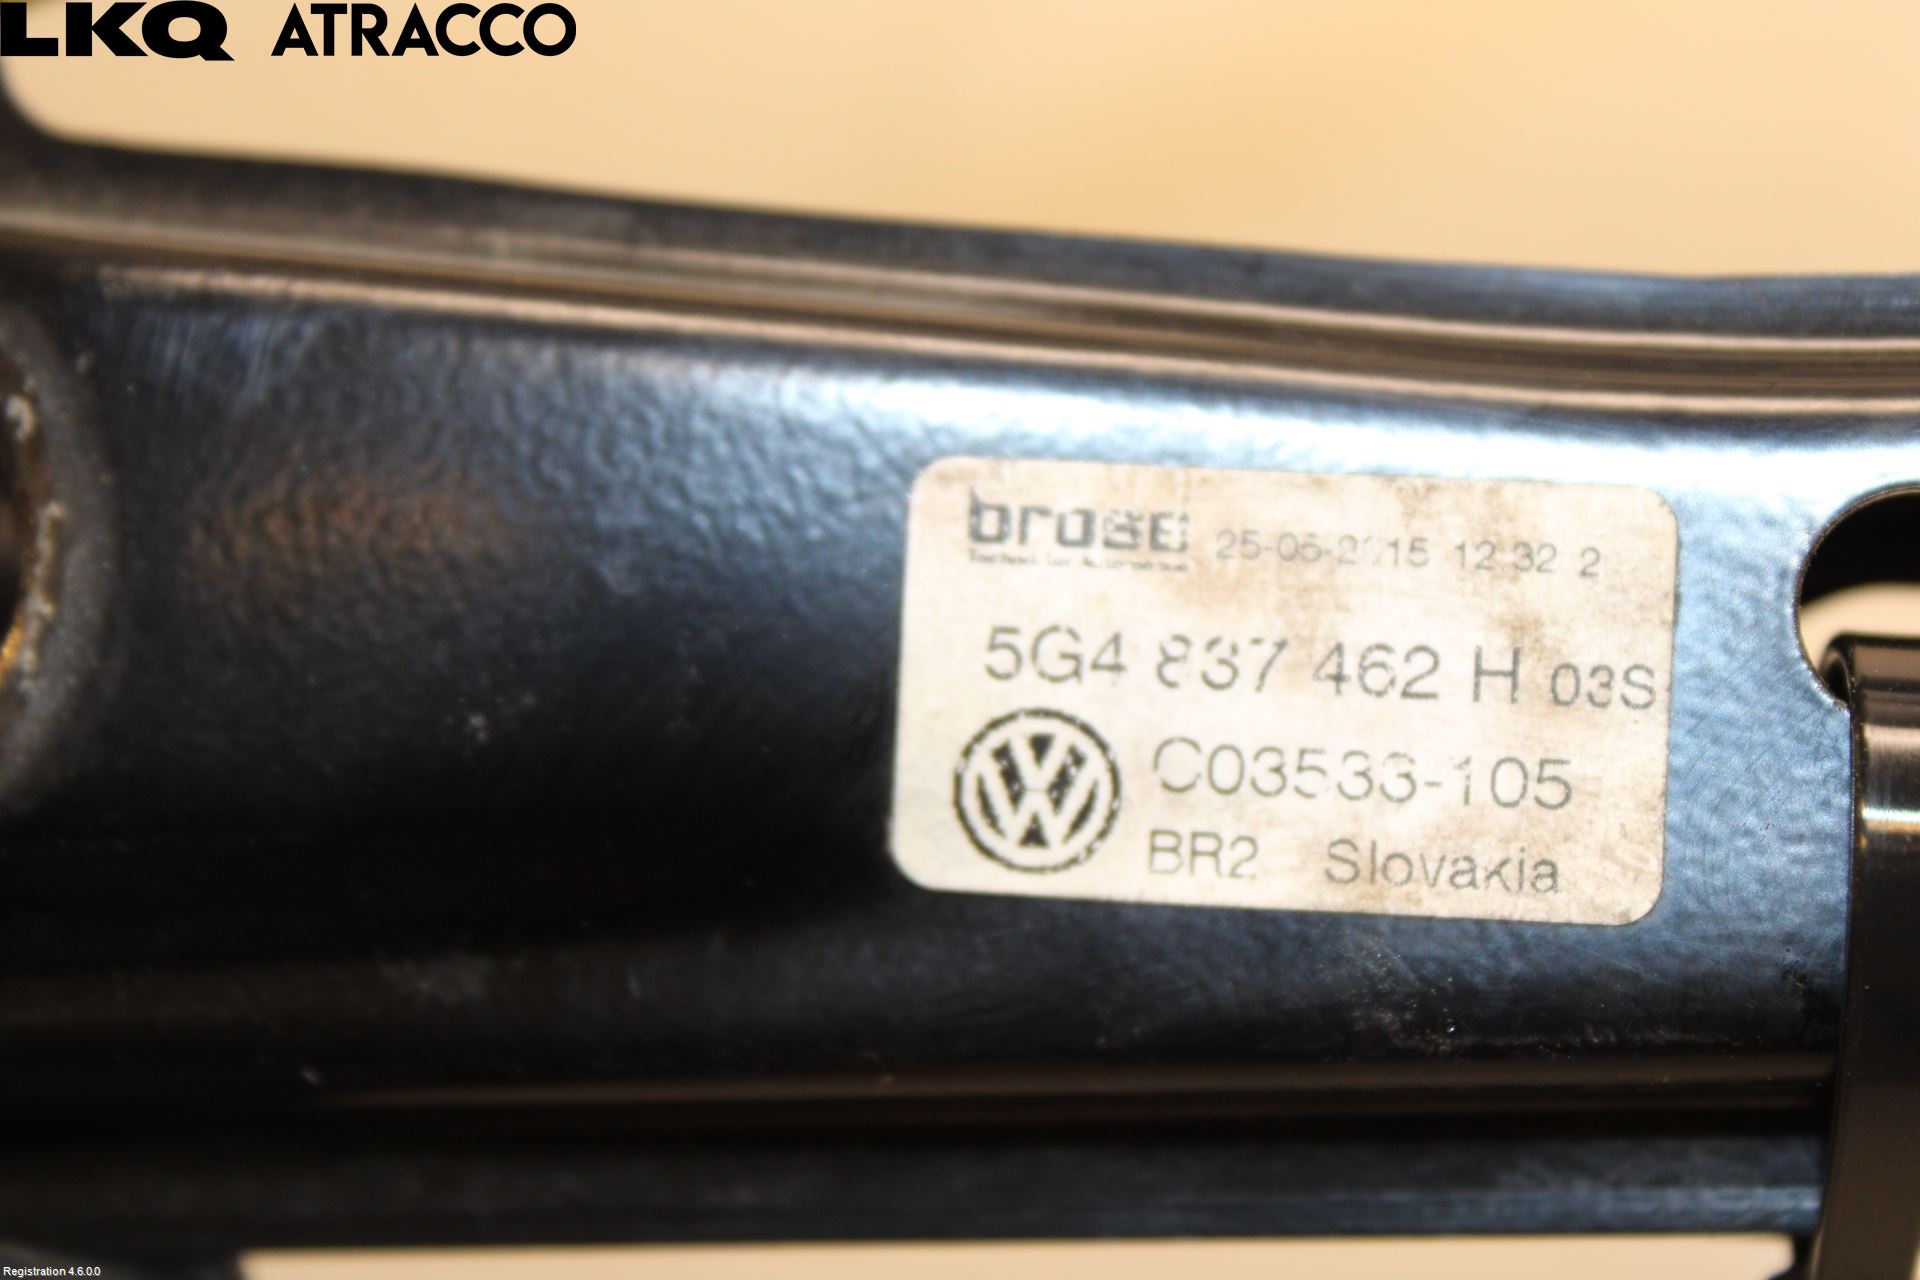 LKQ ATRACCO
brose 25-05-2015 12 32 2
5G4 837 462 H 03S
C03533-105
BR2 Slovakia
Registration 4.6.0.0